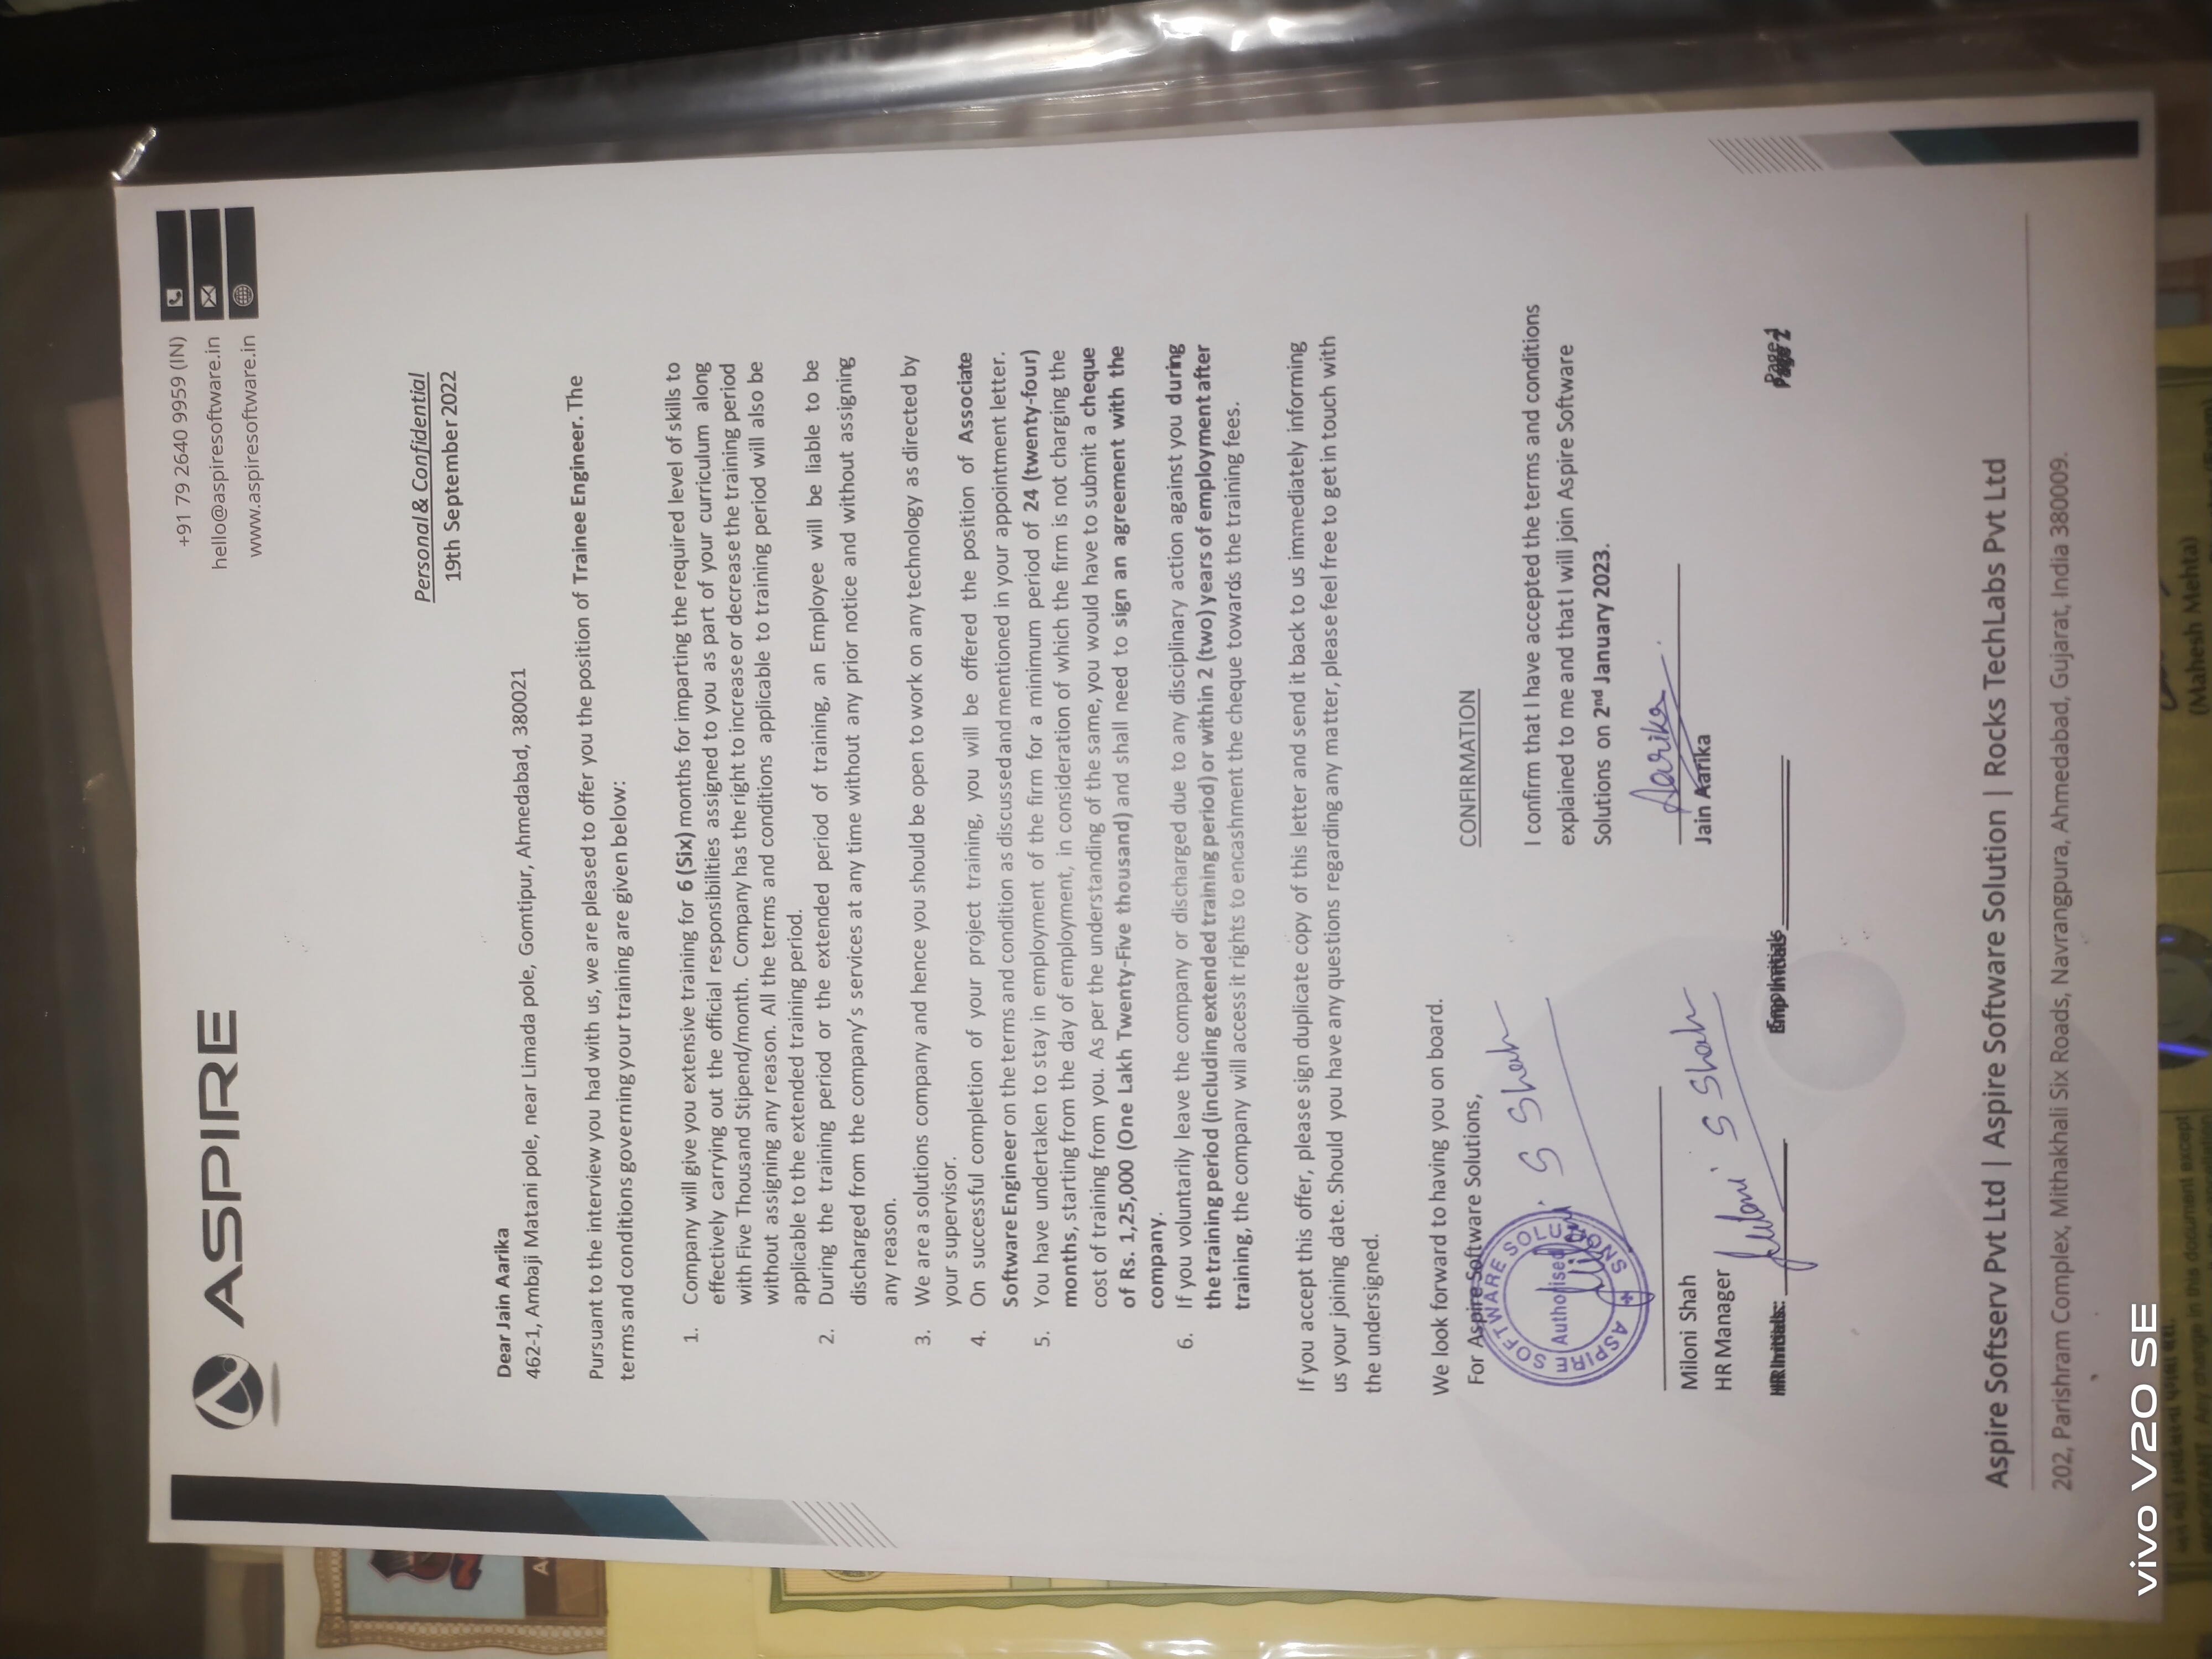 ASPIRE
+91 79 2640 9959 (IN)
hello@aspiresoftware.in
www.aspiresoftware.in
Personal & Confidential
19th September 2022
Dear Jain Aarika
462-1, Ambaji Matani pole, near Limada pole, Gomtipur, Ahmedabad, 380021
Pursuant to the interview you had with us, we are pleased to offer you the position of Trainee Engineer. The
terms and conditions governing your training are given below:
1. Company will give you extensive training for 6 (Six) months for imparting the required level of skills to
effectively carrying out the official responsibilities assigned to you as part of your curriculum along
with Five Thousand Stipend/month. Company has the right to increase or decrease the training period
without assigning any reason. All the terms and conditions applicable to training period will also be
applicable to the extended training period.
2. During the training period or the extended period of training, an Employee will be liable to be
discharged from the company's services at any time without any prior notice and without assigning
any reason.
3. We are a solutions company and hence you should be open to work on any technology as directed by
your supervisor.
4. On successful completion of your project training, you will be offered the position of Associate
Software Engineer on the terms and condition as discussed and mentioned in your appointment letter.
5. You have undertaken to stay in employment of the firm for a minimum period of 24 (twenty-four)
months, starting from the day of employment, in consideration of which the firm is not charging the
cost of training from you. As per the understanding of the same, you would have to submit a cheque
of Rs. 1,25,000 (One Lakh Twenty-Five thousand) and shall need to sign an agreement with the
company.
6. If you voluntarily leave the company or discharged due to any disciplinary action against you during
the training period (including extended training period) or within 2 (two) years of employment after
training, the company will access it rights to encashment the cheque towards the training fees.
If you accept this offer, please sign duplicate copy of this letter and send it back to us immediately informing
us your joining date. Should you have any questions regarding any matter, please feel free to get in touch with
the undersigned.
We look forward to having you on board.
For Aspire Software Solutions,
ASPIRE SOFTWARE SOLUTIONS
Authorised
Miloni S Shah
Miloni Shah
HR Manager
Miloni S Shah
HR Initials:
CONFIRMATION
I confirm that I have accepted the terms and conditions
explained to me and that I will join Aspire Software
Solutions on 2nd January 2023.
Aarika
Jain Aarika
Emp Initials
Page
Aspire Softserv Pvt Ltd | Aspire Software Solution | Rocks TechLabs Pvt Ltd
202, Parishram Complex, Mithakhali Six Roads, Navrangpura, Ahmedabad, Gujarat, India 380009.
vivo V20 SE
IMPORTANT : Any change in this document except
(Mahesh Mehta)